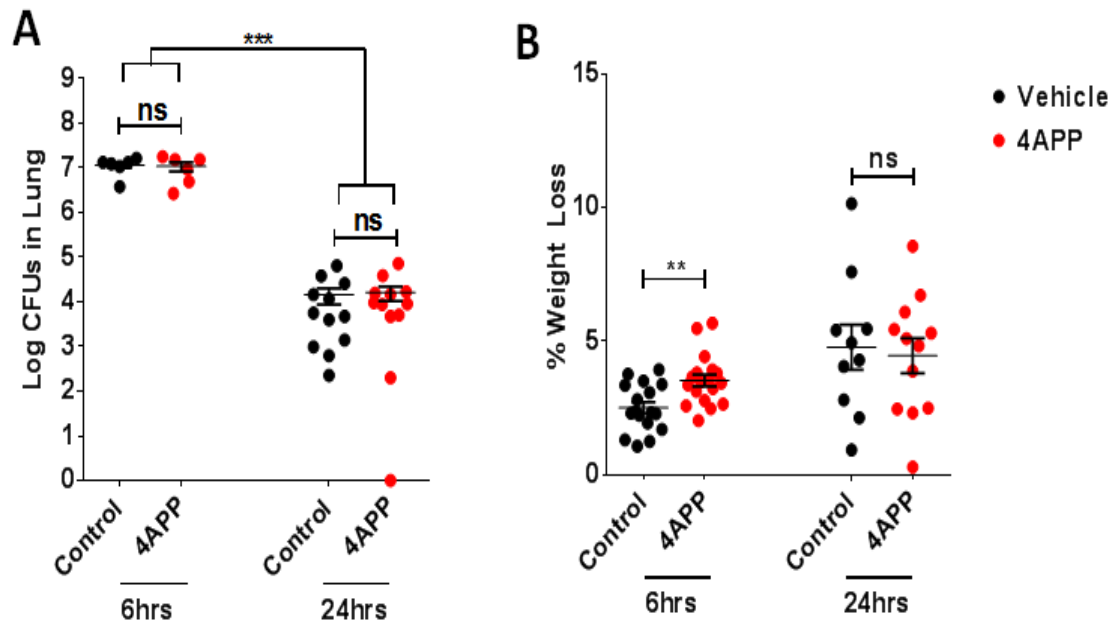 A
***
9
8
7
6
5
4
3
2
1
0
Log CFUs in Lung
ns
ns
Control
4APP
Control
4APP
6hrs
24hrs
B
15
10
5
0
% Weight Loss
**
ns
Control
4APP
Control
4APP
6hrs
24hrs
Vehicle
4APP